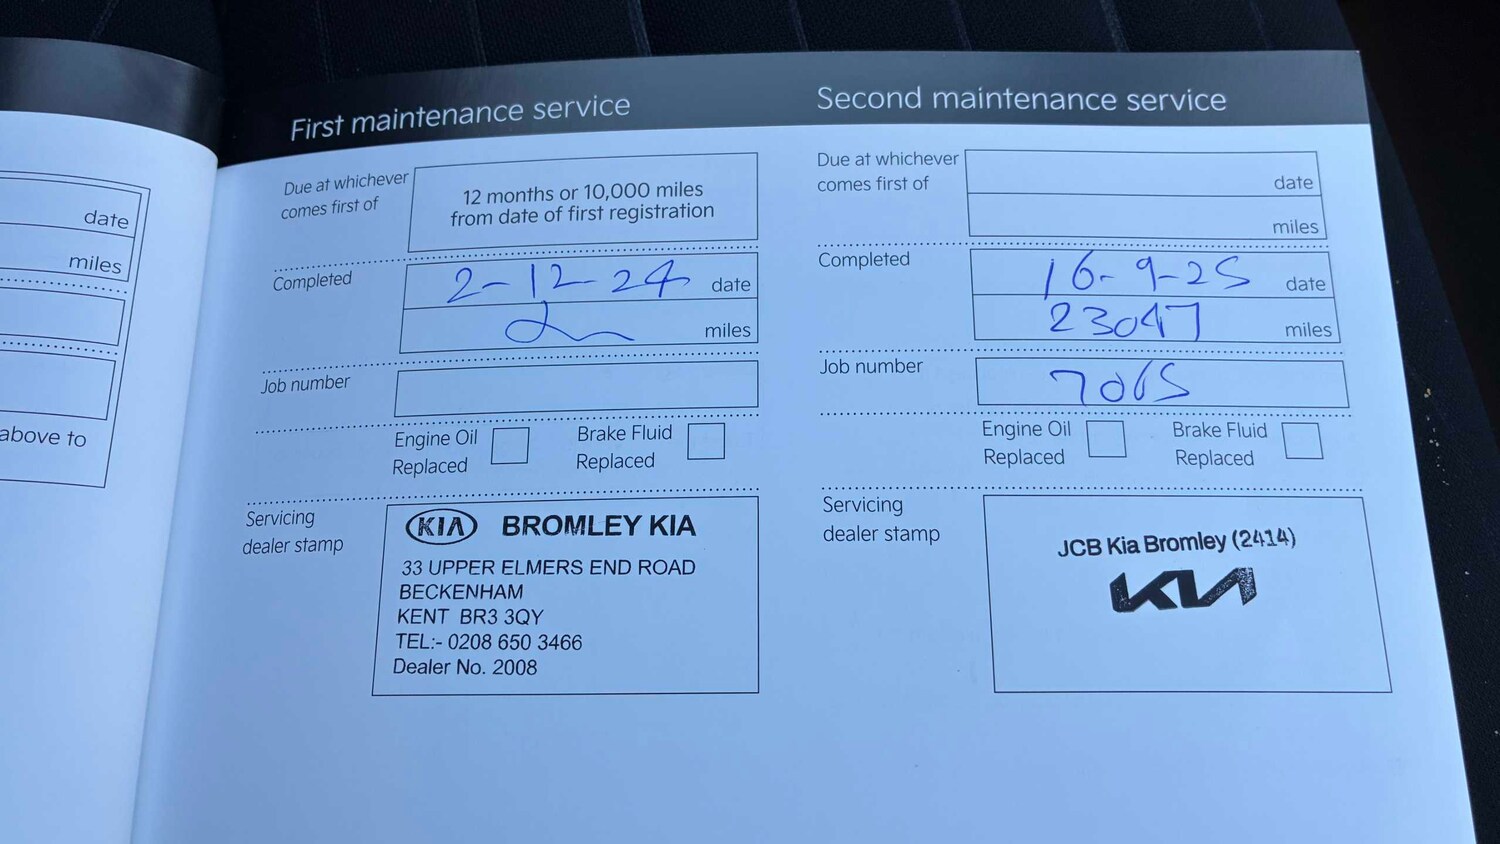 First maintenance service
Due at whichever
comes first of
12 months or 10,000 miles
from date of first registration
Completed
2-12-24 date
miles
Job number
Engine Oil
Replaced
Brake Fluid
Replaced
Servicing
dealer stamp
KIA BROMLEY KIA
33 UPPER ELMERS END ROAD
BECKENHAM
KENT BR3 3QY
TEL:- 0208 650 3466
Dealer No. 2008
Second maintenance service
Due at whichever
comes first of
date
miles
Completed
16-9-25 date
23047 miles
Job number
7065
Engine Oil
Replaced
Brake Fluid
Replaced
Servicing
dealer stamp
JCB Kia Bromley (2414)
KIA
date
miles
above to